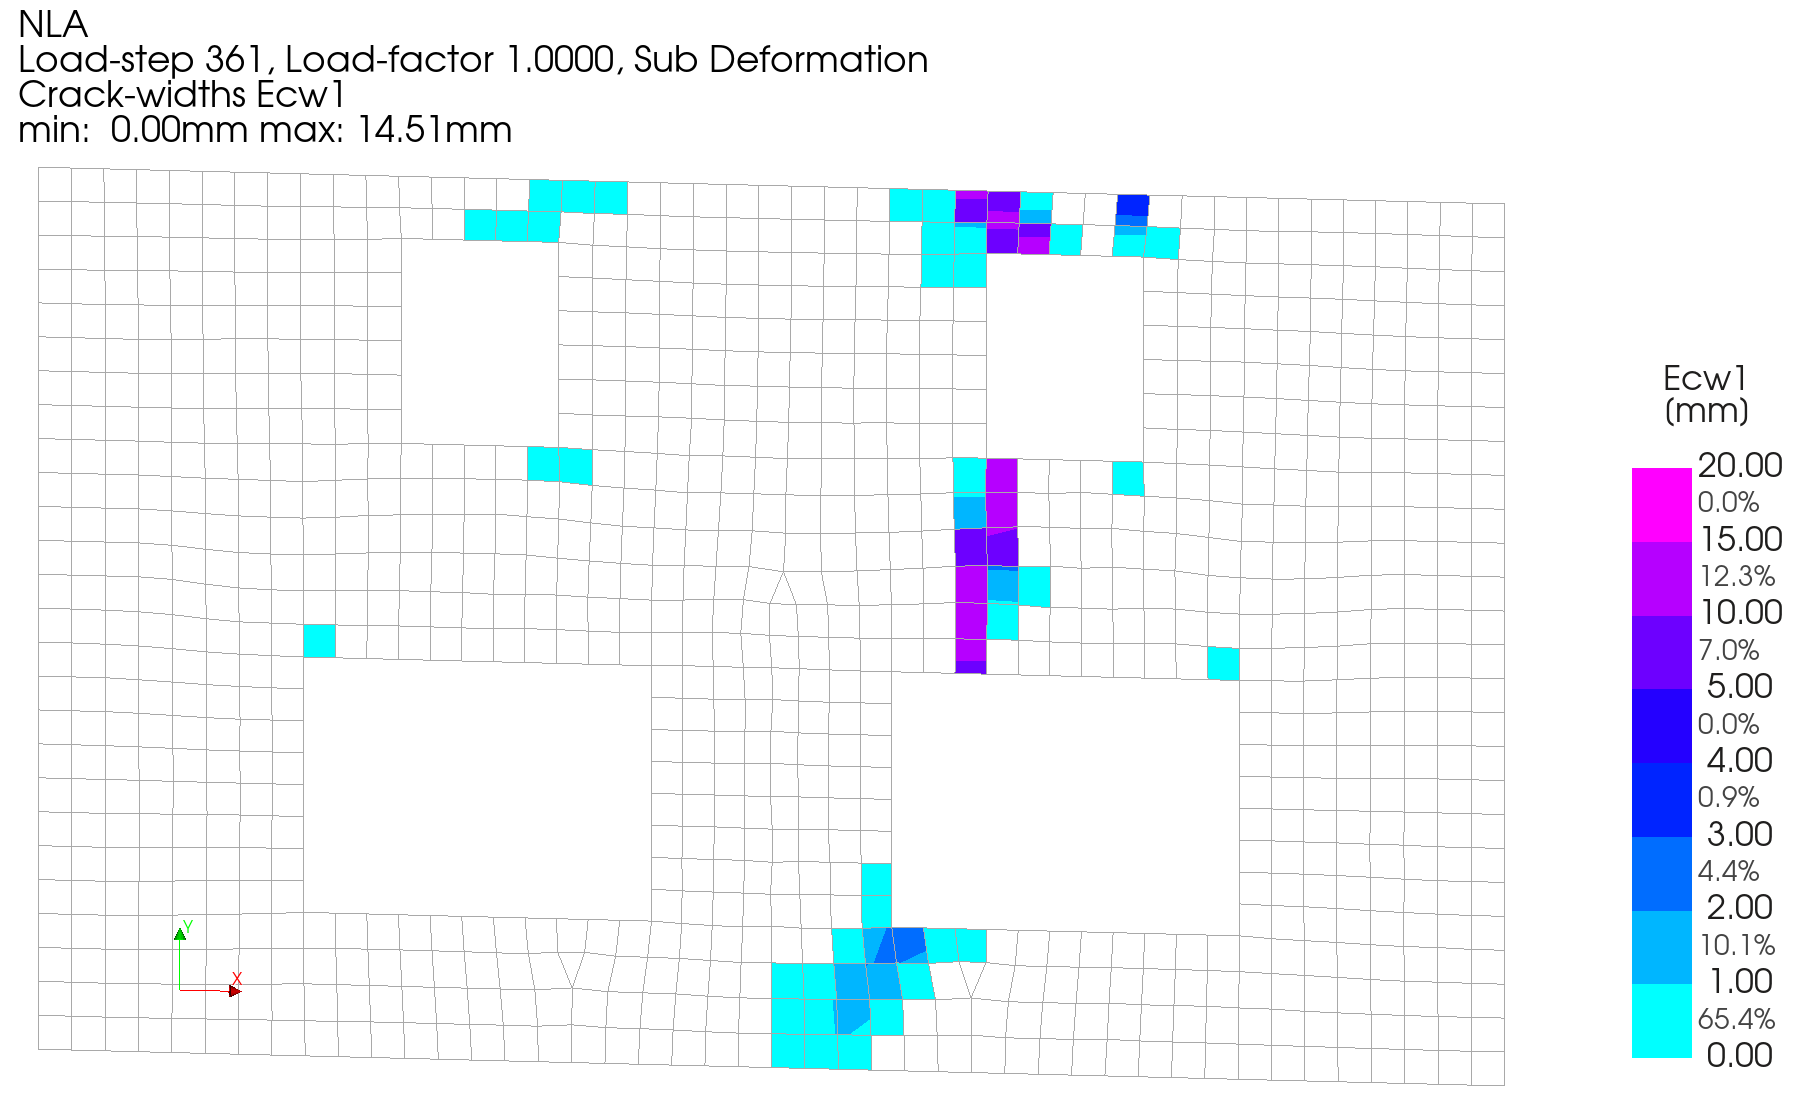 NLA
Load-step 361, Load-factor 1.0000, Sub Deformation
Crack-widths Ecw1
min:  0.00mm max: 14.51mm
Ecw1
(mm)
20.00
0.0%
15.00
12.3%
10.00
7.0%
5.00
0.0%
4.00
0.9%
3.00
4.4%
2.00
10.1%
1.00
65.4%
0.00
Y
X